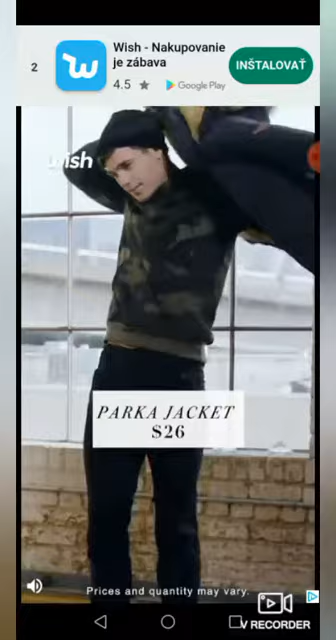 2
Wish - Nakupovanie
je zábava
4.5 ★ Google Play
INŠTALOVAŤ
wish
PARKA JACKET
$26
Prices and quantity may vary.
V RECORDER